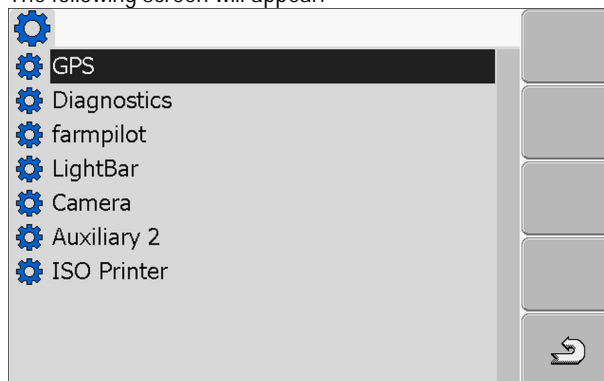 The following screen will appear:
GPS
Diagnostics
farmpilot
LightBar
Camera
Auxiliary 2
ISO Printer